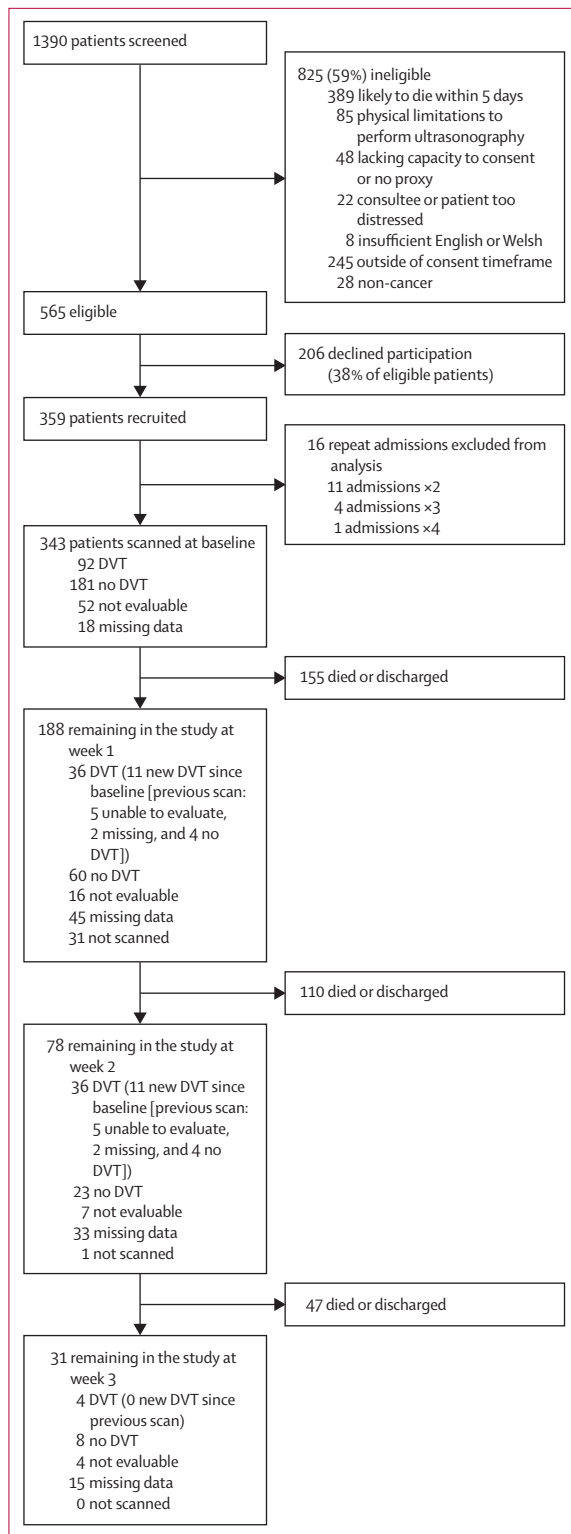 1390 patients screened
825 (59%) ineligible
389 likely to die within 5 days
85 physical limitations to
perform ultrasonography
48 lacking capacity to consent
or no proxy
22 consultee or patient too
distressed
8 insufficient English or Welsh
245 outside of consent timeframe
28 non-cancer
565 eligible
206 declined participation
(38% of eligible patients)
359 patients recruited
16 repeat admissions excluded from
analysis
11 admissions ×2
4 admissions ×3
1 admissions ×4
343 patients scanned at baseline
92 DVT
181 no DVT
52 not evaluable
18 missing data
155 died or discharged
188 remaining in the study at
week 1
36 DVT (11 new DVT since
baseline [previous scan:
5 unable to evaluate,
2 missing, and 4 no
DVT])
60 no DVT
16 not evaluable
45 missing data
31 not scanned
110 died or discharged
78 remaining in the study at
week 2
36 DVT (11 new DVT since
baseline [previous scan:
5 unable to evaluate,
2 missing, and 4 no
DVT])
23 no DVT
7 not evaluable
33 missing data
1 not scanned
47 died or discharged
31 remaining in the study at
week 3
4 DVT (0 new DVT since
previous scan)
8 no DVT
4 not evaluable
15 missing data
0 not scanned